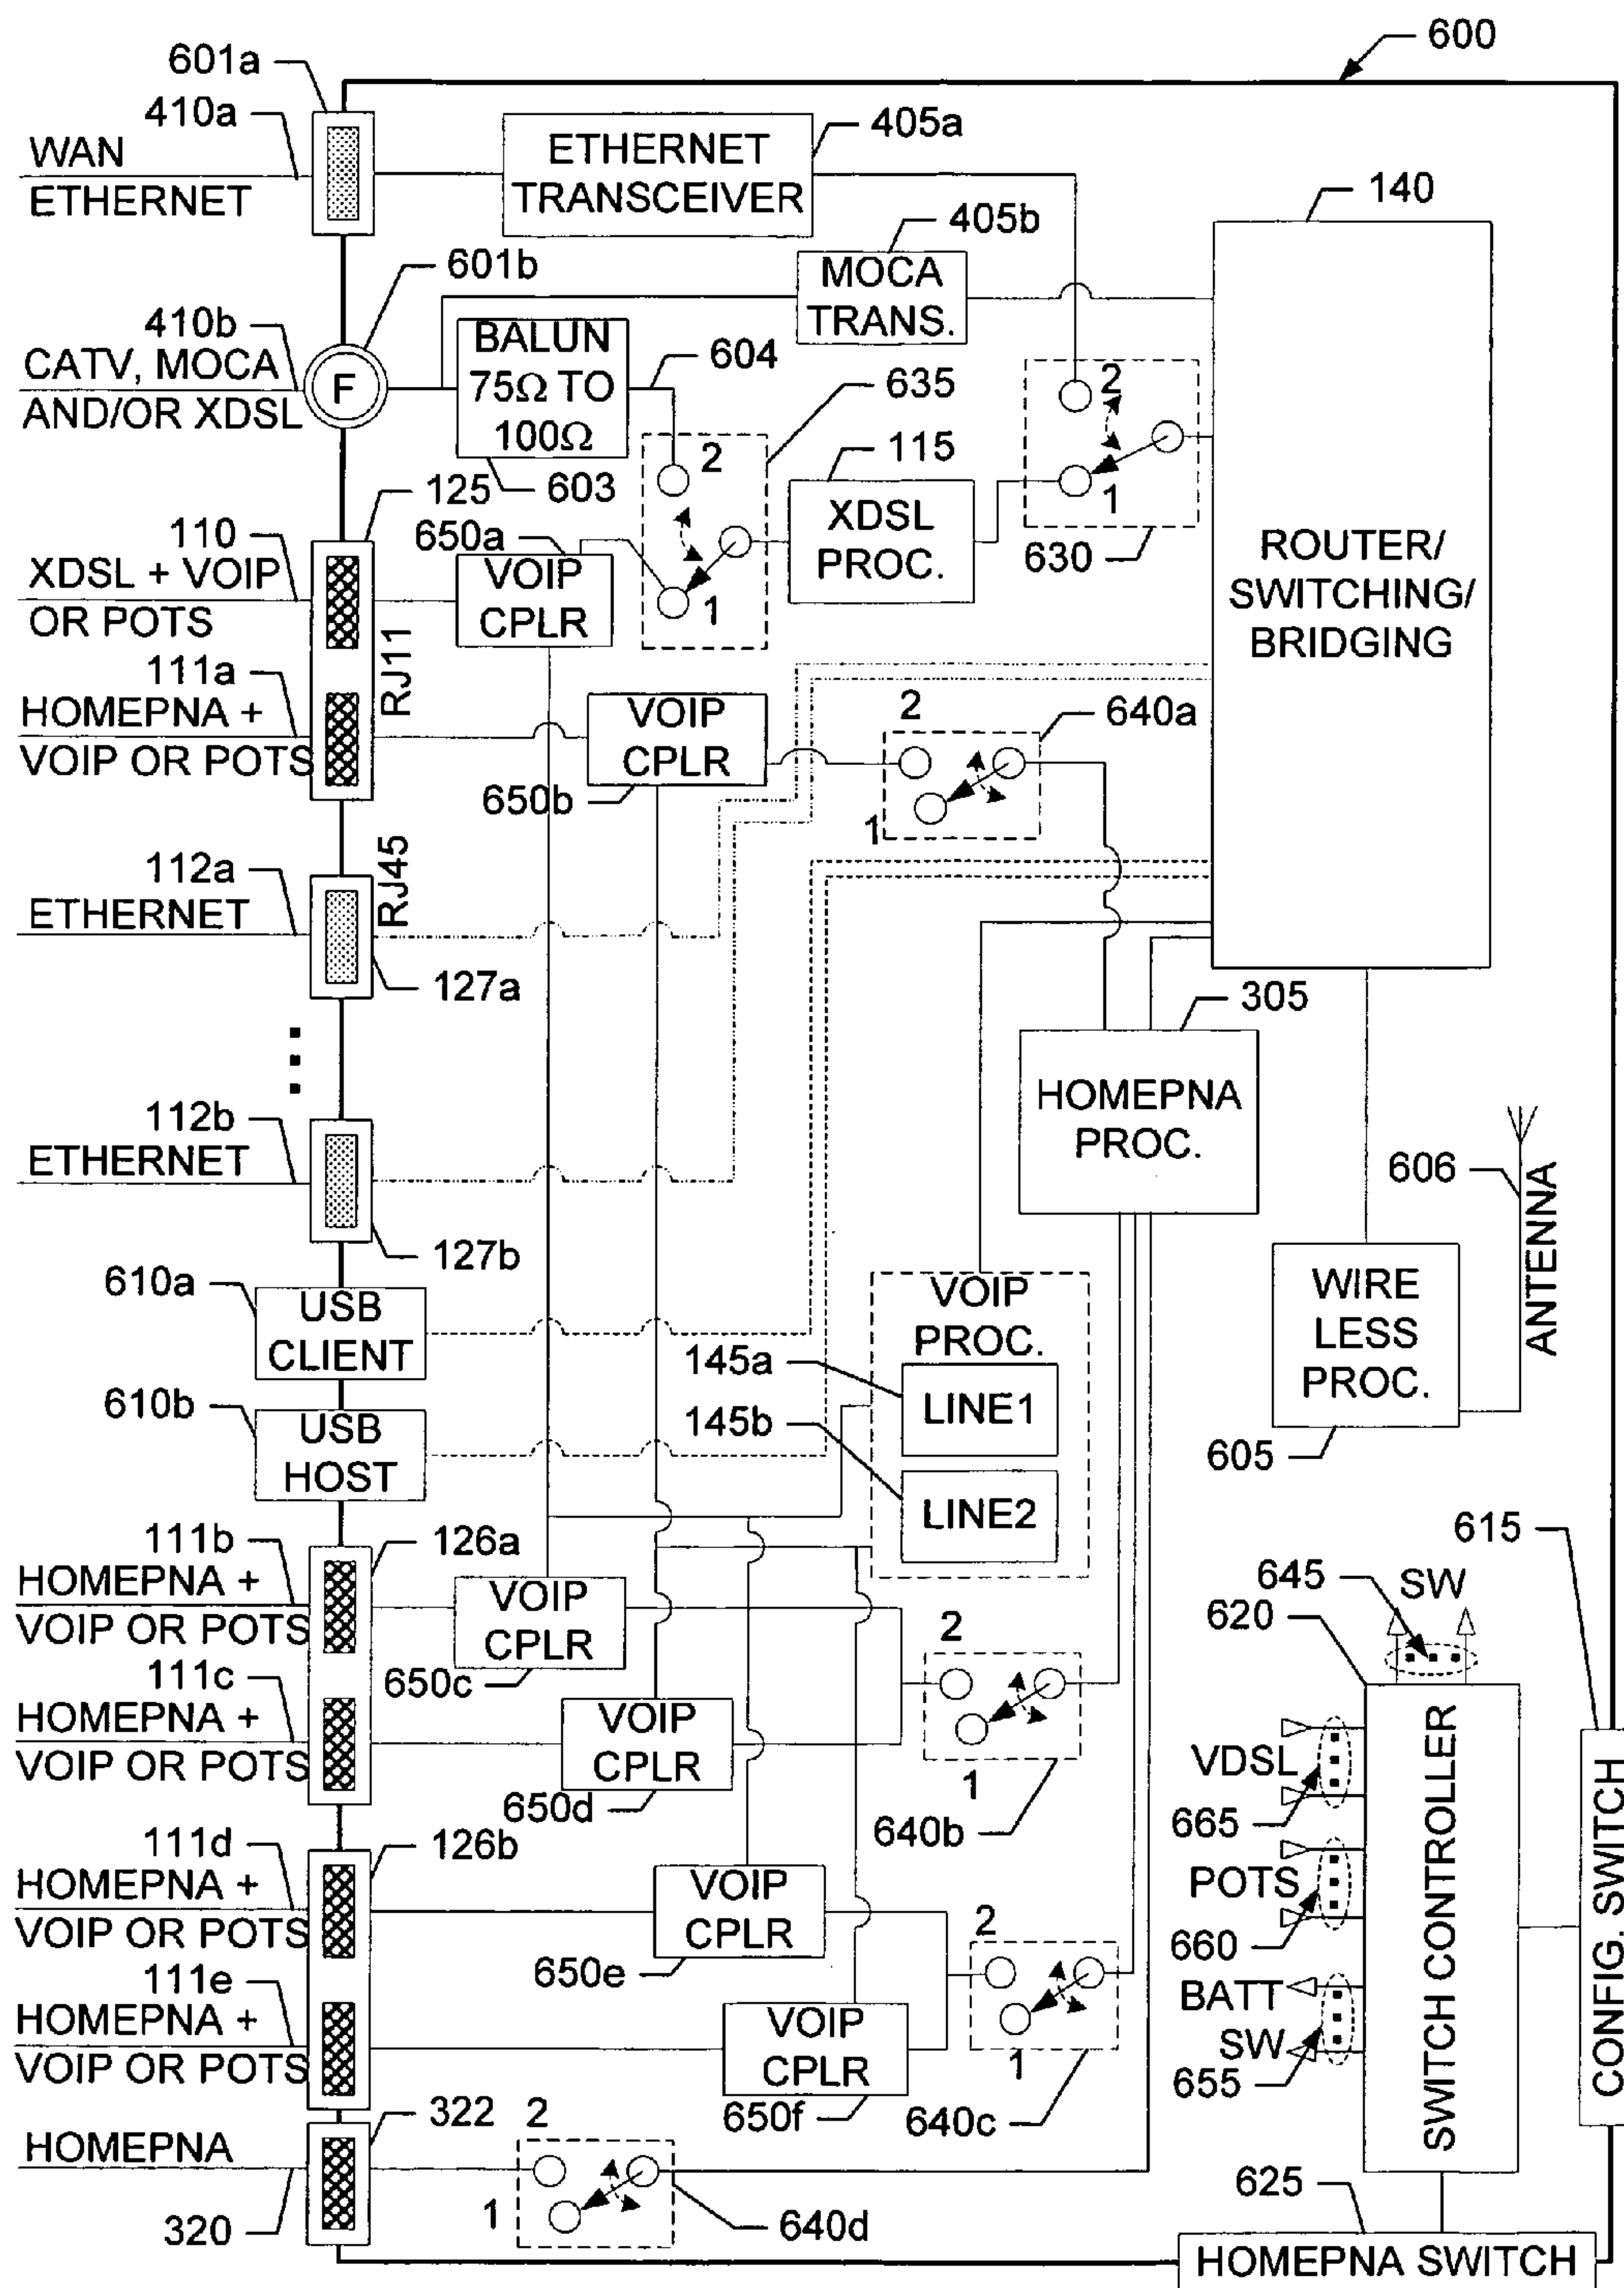 600
601a
410a
WAN
ETHERNET
ETHERNET
TRANSCEIVER
405a
140
405b
MOCA
TRANS.
601b
410b
CATV, MOCA
AND/OR XDSL
F
BALUN
75Ω TO
100Ω
604
603
635
2
1
115
XDSL
PROC.
2
1
630
ROUTER/
SWITCHING/
BRIDGING
125
110
XDSL + VOIP
OR POTS
650a
VOIP
CPLR
RJ11
111a
HOMEPNA +
VOIP OR POTS
VOIP
CPLR
650b
2
1
640a
RJ45
112a
ETHERNET
127a
305
HOMEPNA
PROC.
112b
ETHERNET
127b
606
ANTENNA
610a
USB
CLIENT
610b
USB
HOST
VOIP
PROC.
145a
LINE1
145b
LINE2
WIRE
LESS
PROC.
605
111b
HOMEPNA +
VOIP OR POTS
126a
VOIP
CPLR
650c
111c
HOMEPNA +
VOIP OR POTS
VOIP
CPLR
650d
2
1
640b
111d
HOMEPNA +
VOIP OR POTS
126b
VOIP
CPLR
650e
111e
HOMEPNA +
VOIP OR POTS
VOIP
CPLR
650f
2
1
640c
322
HOMEPNA
320
2
1
640d
615
645
SW
620
VDSL
665
POTS
660
BATT
SW
655
SWITCH CONTROLLER
CONFIG. SWITCH
625
HOMEPNA SWITCH